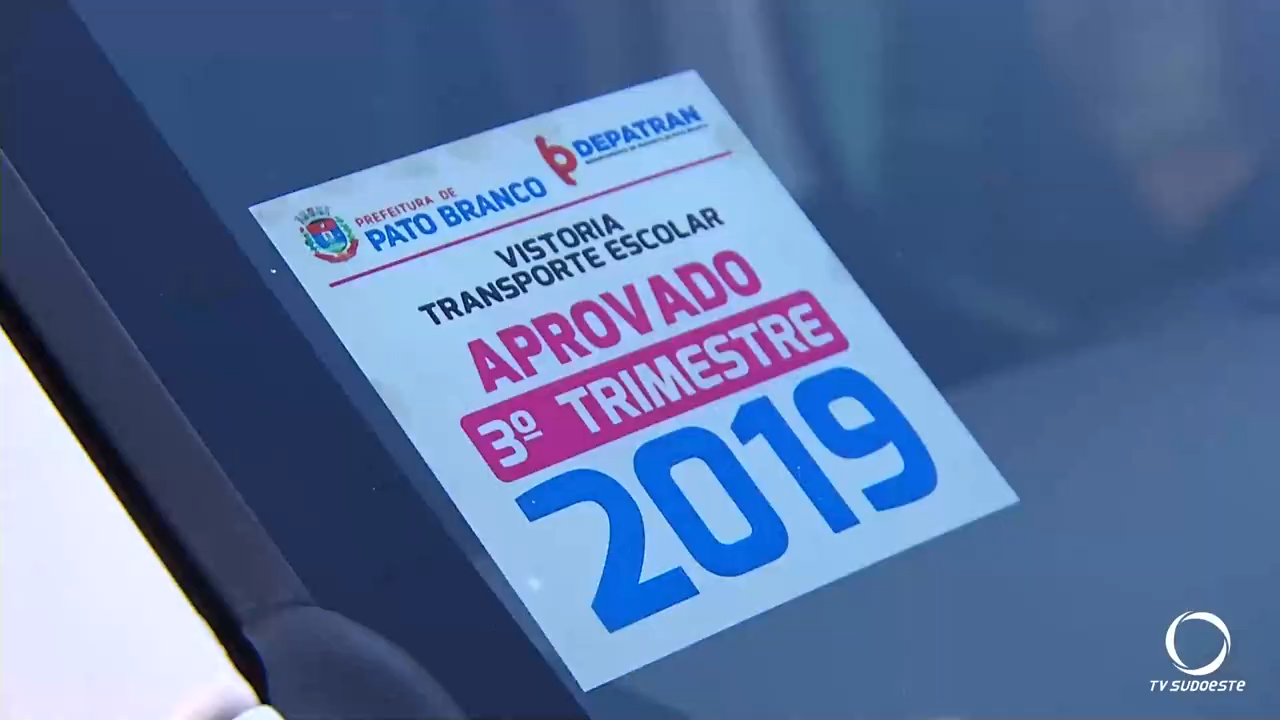 PREFEITURA DE
PATO BRANCO
DEPATRAN
VISTORIA
TRANSPORTE ESCOLAR
APROVADO
3º TRIMESTRE
2019
TV SUDOESTE